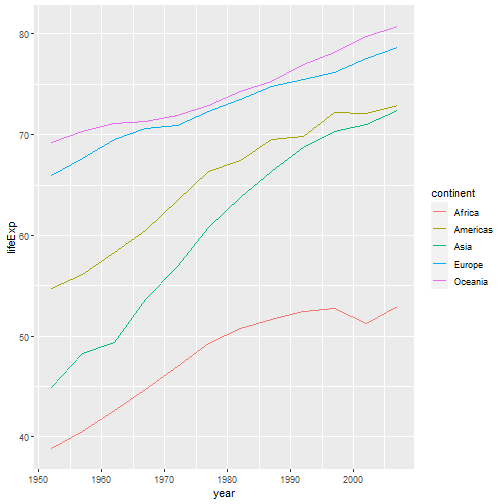 80
70
60
50
40
lifeExp
1950
1960
1970
1980
1990
2000
year
continent
Africa
Americas
Asia
Europe
Oceania